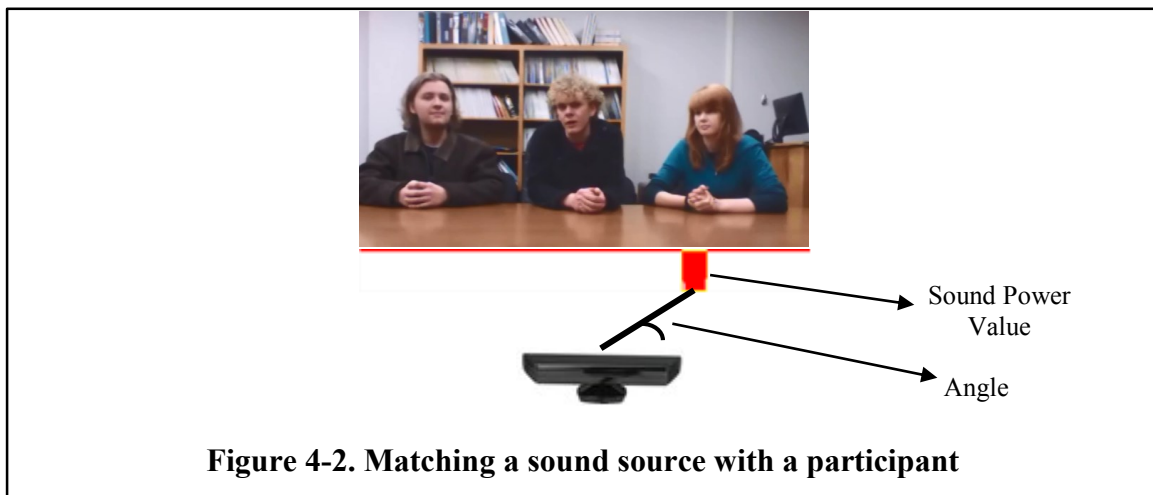 Sound Power
Value
Angle
Figure 4-2. Matching a sound source with a participant